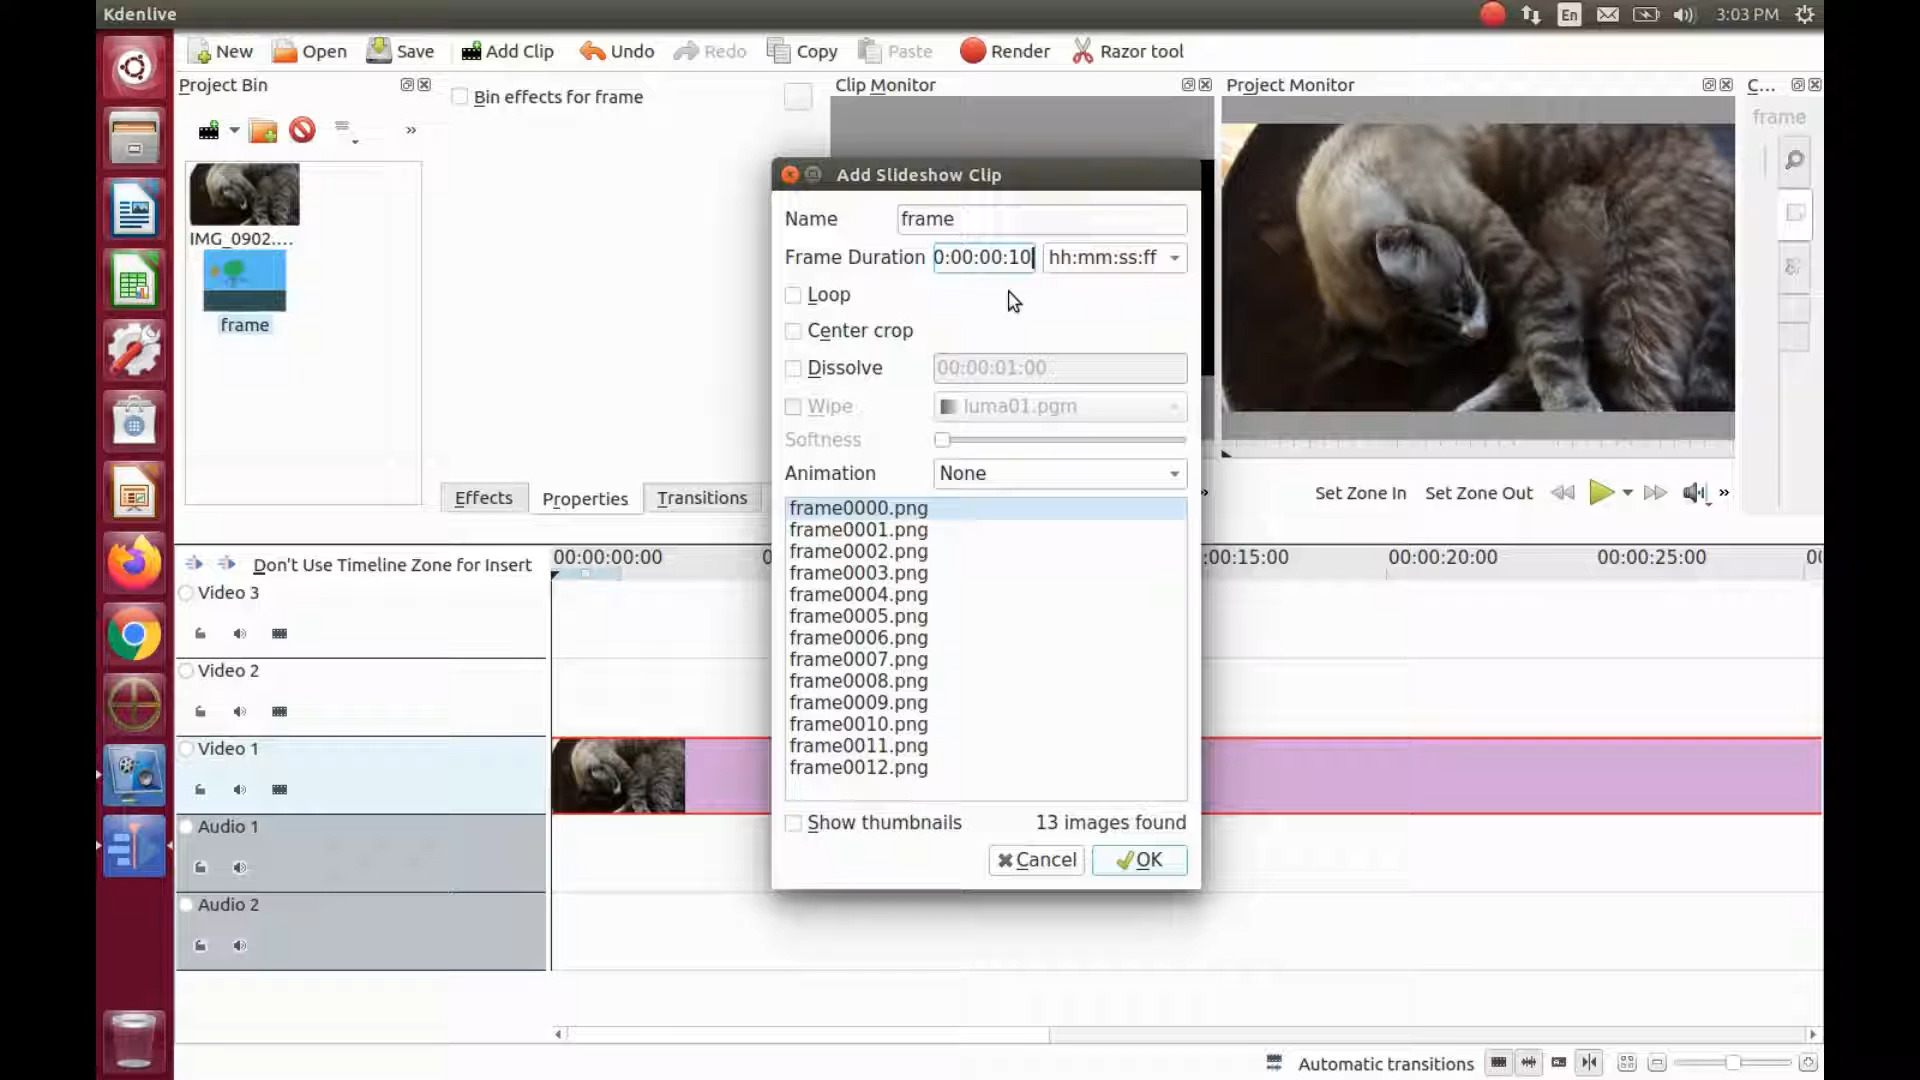 Kdenlive
En
3:03 PM
New
Open
Save
Add Clip
Undo
Redo
Copy
Paste
Render
Razor tool
Project Bin
Bin effects for frame
Clip Monitor
Project Monitor
C...
frame
»
IMG_0902....
frame
Add Slideshow Clip
Name
frame
Frame Duration
0:00:00:10
hh:mm:ss:ff
Loop
Center crop
Dissolve
00:00:01:00
Wipe
luma01.pgm
Softness
Animation
None
frame0000.png
frame0001.png
frame0002.png
frame0003.png
frame0004.png
frame0005.png
frame0006.png
frame0007.png
frame0008.png
frame0009.png
frame0010.png
frame0011.png
frame0012.png
Show thumbnails
13 images found
Cancel
OK
Effects
Properties
Transitions
»
Set Zone In
Set Zone Out
»
Don't Use Timeline Zone for Insert
00:00:00:00
:00:15:00
00:00:20:00
00:00:25:00
Video 3
Video 2
Video 1
Audio 1
Audio 2
Automatic transitions